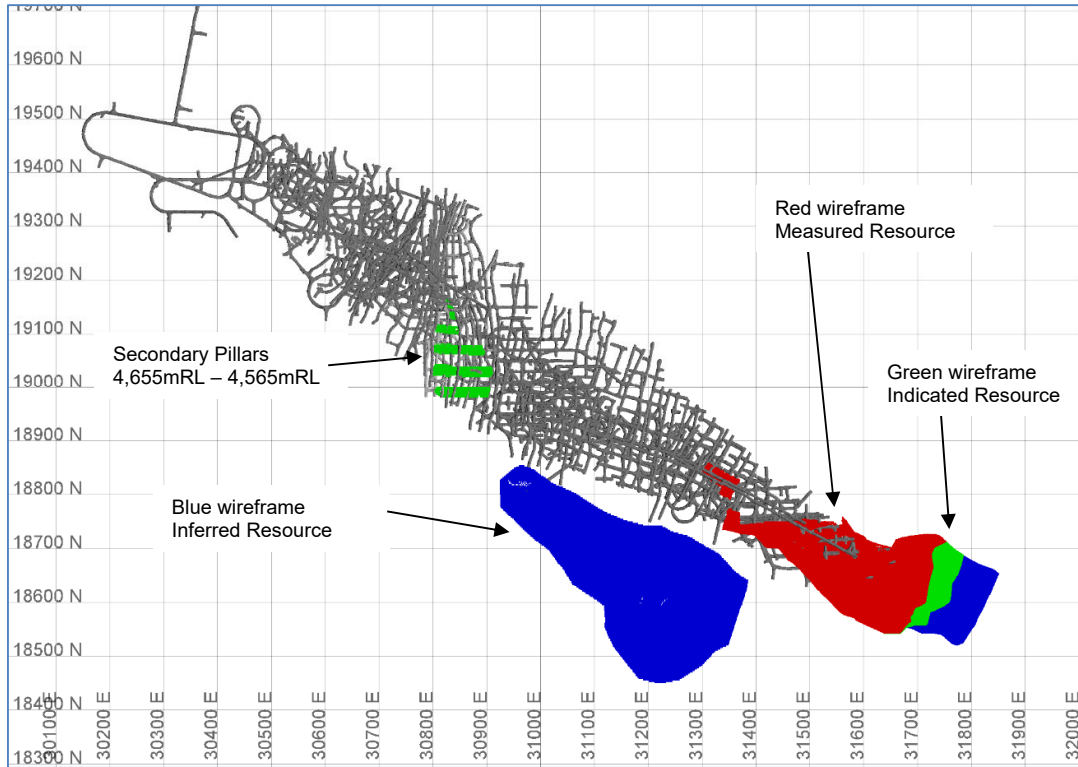 19700 N
19600 N
19500 N
19400 N
19300 N
19200 N
19100 N
19000 N
18900 N
18800 N
18700 N
18600 N
18500 N
18400 N
18300 N
Red wireframe
Measured Resource
Secondary Pillars
4,655mRL – 4,565mRL
Green wireframe
Indicated Resource
Blue wireframe
Inferred Resource
30100 E
30200 E
30300 E
30400 E
30500 E
30600 E
30700 E
30800 E
30900 E
31000 E
31100 E
31200 E
31300 E
31400 E
31500 E
31600 E
31700 E
31800 E
31900 E
32000 E